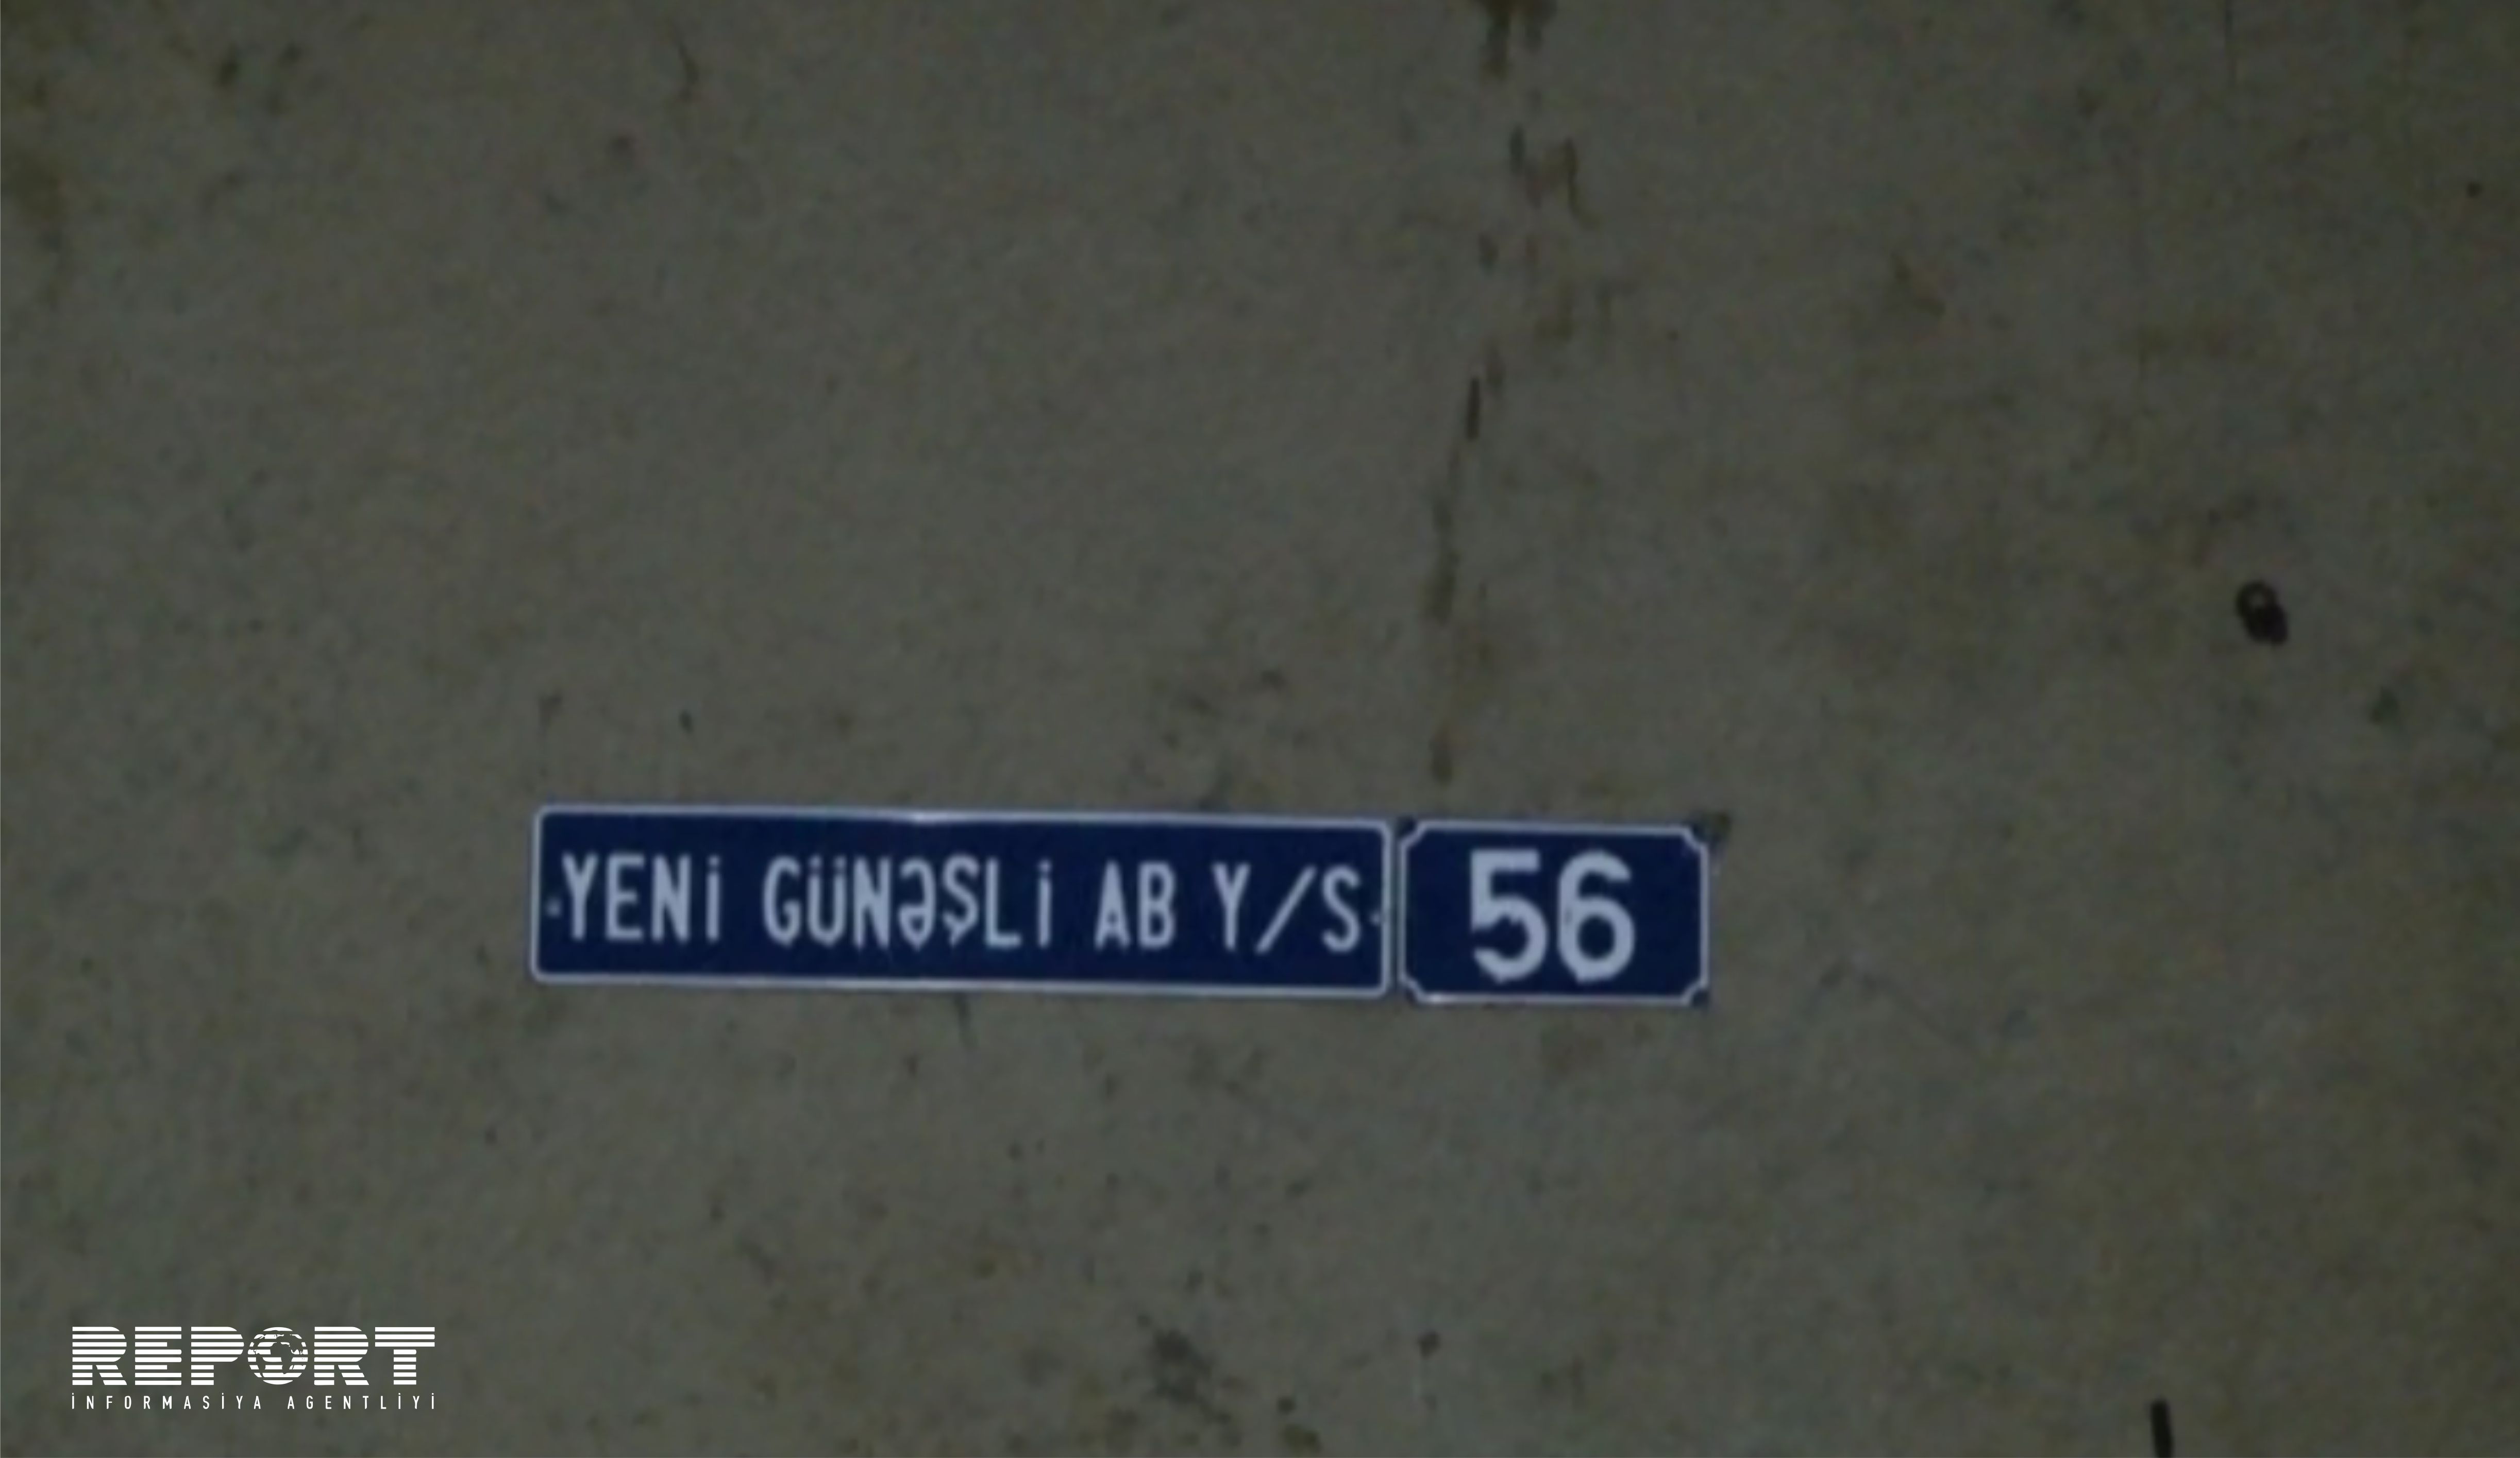 YENİ GÜNƏŞLİ AB Y/S 56
REPORT
İNFORMASİYA AGENTLİYİ